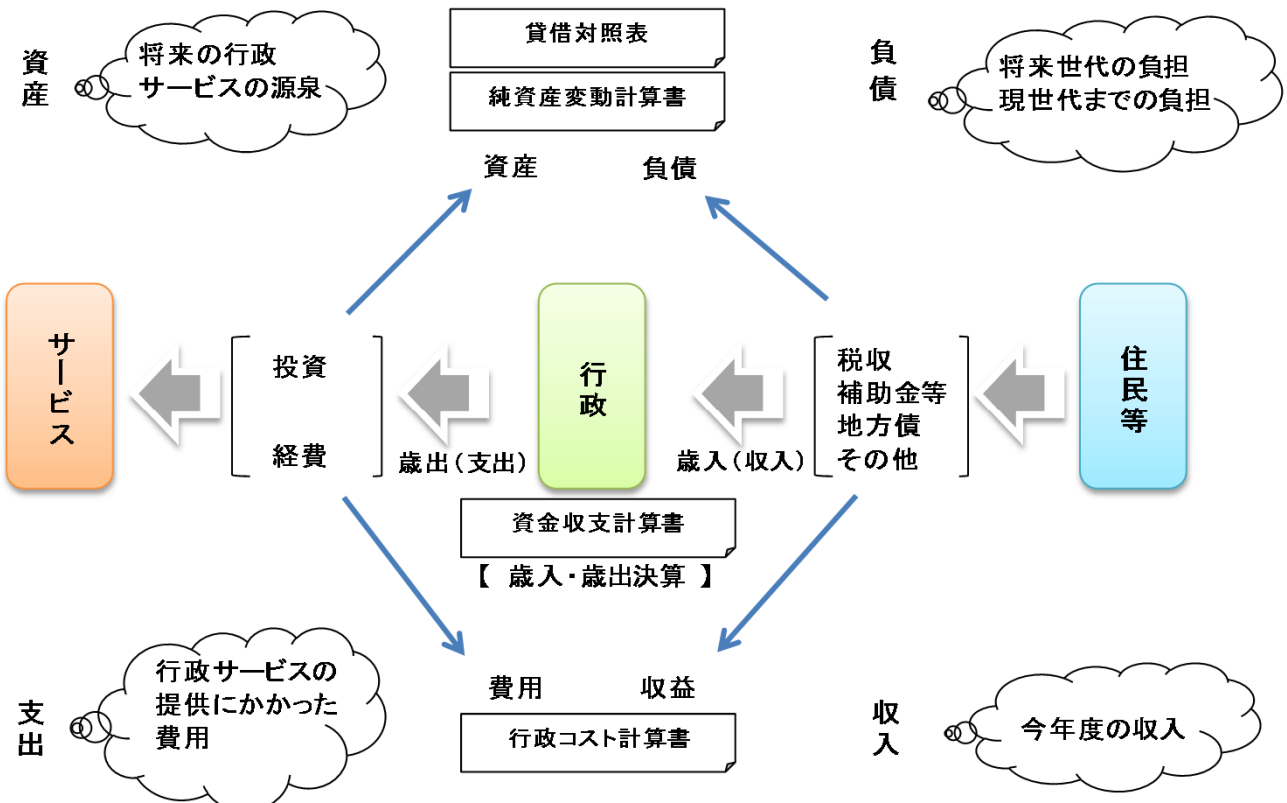 資産
将来の行政
サービスの源泉
貸借対照表
純資産変動計算書
資産
負債
負債
将来世代の負担
現世代までの負担
サービス
投資
経費
歳出(支出)
行政
歳入(収入)
税収
補助金等
地方債
その他
住民等
資金収支計算書
【 歳入・歳出決算 】
支出
行政サービスの
提供にかかった
費用
費用
収益
行政コスト計算書
収入
今年度の収入